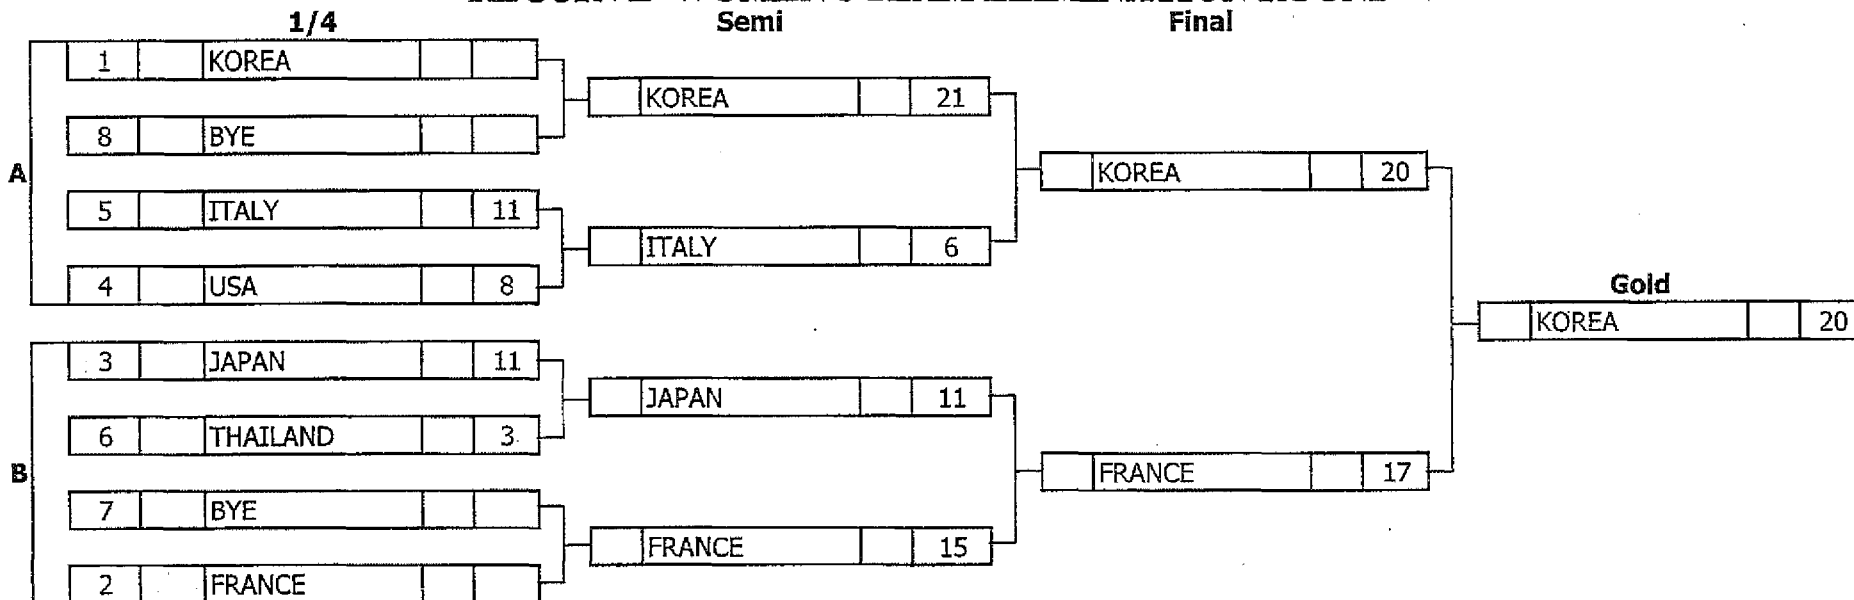 1/4 Semi Final
1 KOREA
KOREA 21
8 BYE
A
KOREA 20
5 ITALY 11
ITALY 6
4 USA 8
Gold
KOREA 20
3 JAPAN 11
JAPAN 11
6 THAILAND 3
B
FRANCE 17
7 BYE
FRANCE 15
2 FRANCE